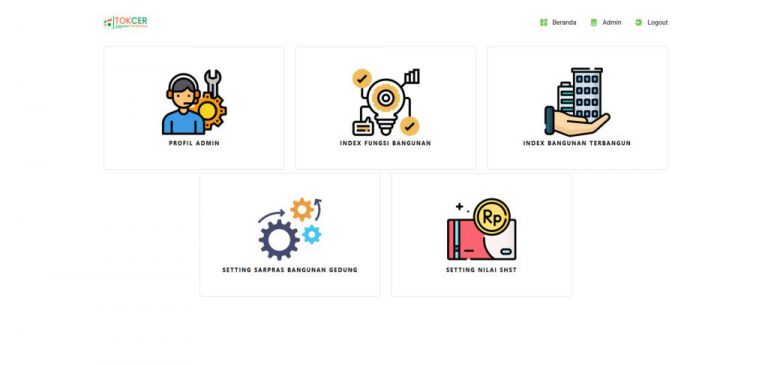 TOKCER
Beranda
Admin
Logout
PROFIL ADMIN
INDEX FUNGSI BANGUNAN
INDEX BANGUNAN TERBANGUN
Rp
SETTING SARPRAS BANGUNAN GEDUNG
SETTING NILAI SHST